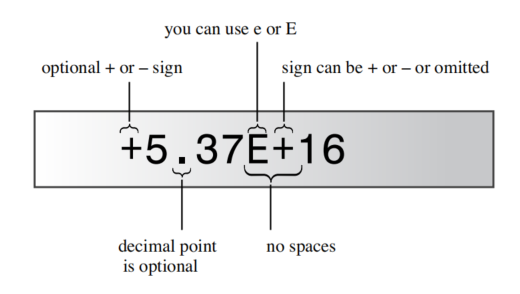 you can use e or E
optional + or – sign
sign can be + or – or omitted
+5.37E+16
decimal point
is optional
no spaces